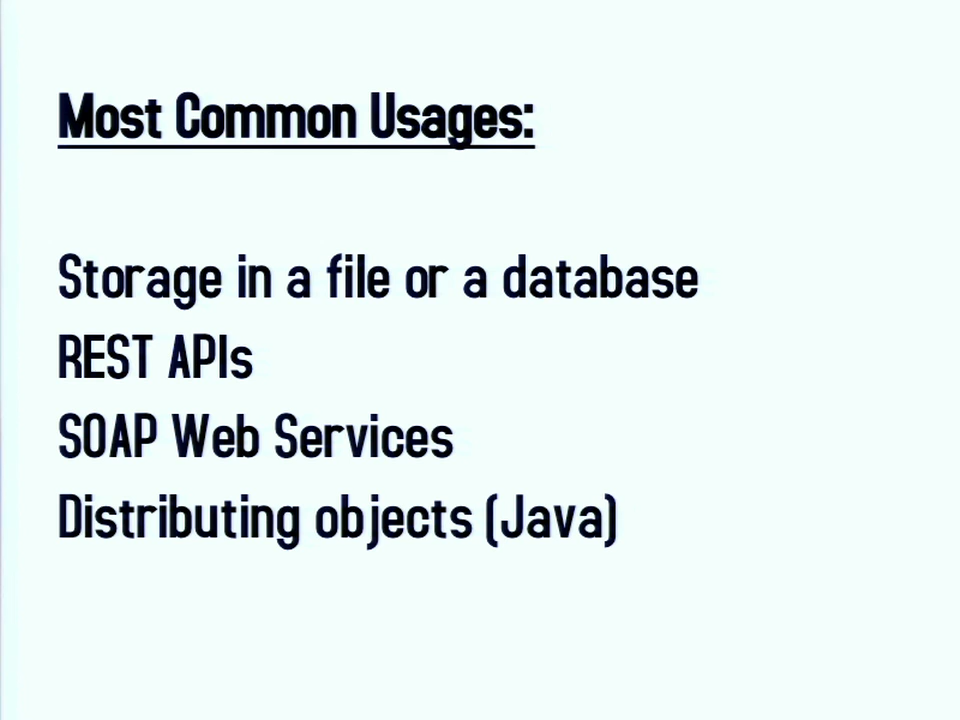 Most Common Usages:
Storage in a file or a database
REST APIs
SOAP Web Services
Distributing objects (Java)